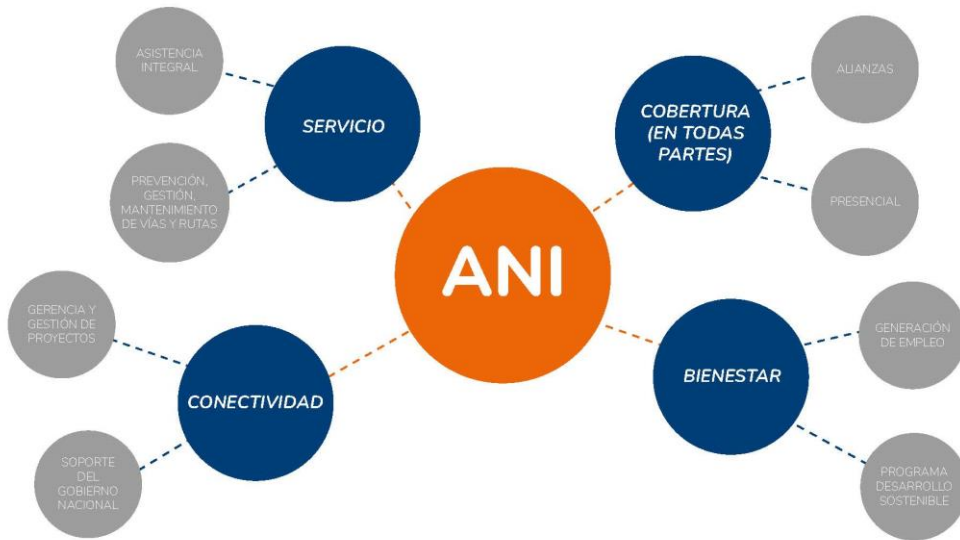 ASISTENCIA
INTEGRAL
SERVICIO
PREVENCIÓN,
GESTIÓN,
MANTENIMIENTO
DE VÍAS Y RUTAS
COBERTURA
(EN TODAS
PARTES)
ALIANZAS
PRESENCIAL
ANI
GERENCIA Y
GESTIÓN DE
PROYECTOS
CONECTIVIDAD
SOPORTE
DEL
GOBIERNO
NACIONAL
BIENESTAR
GENERACIÓN
DE EMPLEO
PROGRAMA
DESARROLLO
SOSTENIBLE